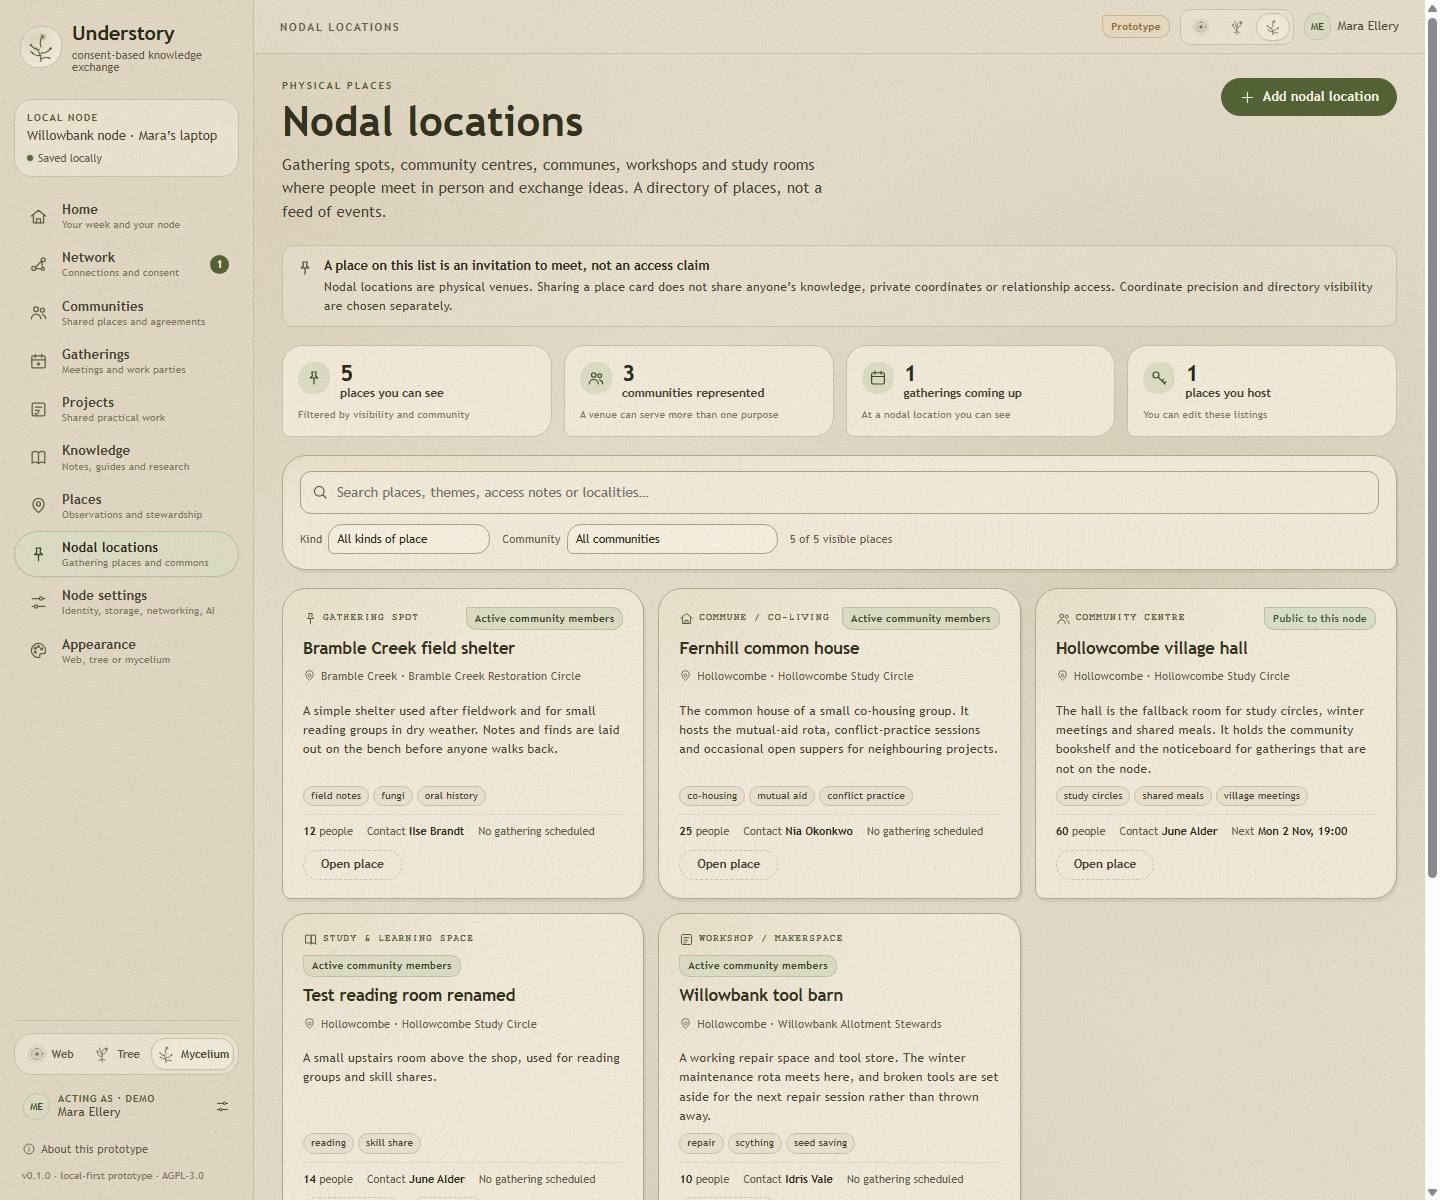 Understory
consent-based knowledge
exchange
LOCAL NODE
Willowbank node · Mara's laptop
Saved locally
Home
Your week and your node
Network
Connections and consent
1
Communities
Shared places and agreements
Gatherings
Meetings and work parties
Projects
Shared practical work
Knowledge
Notes, guides and research
Places
Observations and stewardship
Nodal locations
Gathering places and commons
Node settings
Identity, storage, networking, AI
Appearance
Web, tree or mycelium
Web Tree Mycelium
ME
ACTING AS · DEMO
Mara Ellery
About this prototype
v0.1.0 · local-first prototype · AGPL-3.0
NODAL LOCATIONS
Prototype
ME Mara Ellery
PHYSICAL PLACES
Nodal locations
Gathering spots, community centres, communes, workshops and study rooms
where people meet in person and exchange ideas. A directory of places, not a
feed of events.
Add nodal location
A place on this list is an invitation to meet, not an access claim
Nodal locations are physical venues. Sharing a place card does not share anyone's knowledge, private coordinates or relationship access. Coordinate precision and directory visibility
are chosen separately.
5
places you can see
Filtered by visibility and community
3
communities represented
A venue can serve more than one purpose
1
gatherings coming up
At a nodal location you can see
1
places you host
You can edit these listings
Search places, themes, access notes or localities...
Kind All kinds of place Community All communities 5 of 5 visible places
GATHERING SPOT Active community members
Bramble Creek field shelter
Bramble Creek · Bramble Creek Restoration Circle
A simple shelter used after fieldwork and for small
reading groups in dry weather. Notes and finds are laid
out on the bench before anyone walks back.
field notes fungi oral history
12 people Contact Ilse Brandt No gathering scheduled
Open place
COMMUNE / CO-LIVING Active community members
Fernhill common house
Hollowcombe · Hollowcombe Study Circle
The common house of a small co-housing group. It
hosts the mutual-aid rota, conflict-practice sessions
and occasional open suppers for neighbouring projects.
co-housing mutual aid conflict practice
25 people Contact Nia Okonkwo No gathering scheduled
Open place
COMMUNITY CENTRE Public to this node
Hollowcombe village hall
Hollowcombe · Hollowcombe Study Circle
The hall is the fallback room for study circles, winter
meetings and shared meals. It holds the community
bookshelf and the noticeboard for gatherings that are
not on the node.
study circles shared meals village meetings
60 people Contact June Alder Next Mon 2 Nov, 19:00
Open place
STUDY & LEARNING SPACE
Active community members
Test reading room renamed
Hollowcombe · Hollowcombe Study Circle
A small upstairs room above the shop, used for reading
groups and skill shares.
reading skill share
14 people Contact June Alder No gathering scheduled
WORKSHOP / MAKERSPACE
Active community members
Willowbank tool barn
Hollowcombe · Willowbank Allotment Stewards
A working repair space and tool store. The winter
maintenance rota meets here, and broken tools are set
aside for the next repair session rather than thrown
away.
repair scything seed saving
10 people Contact Idris Vale No gathering scheduled